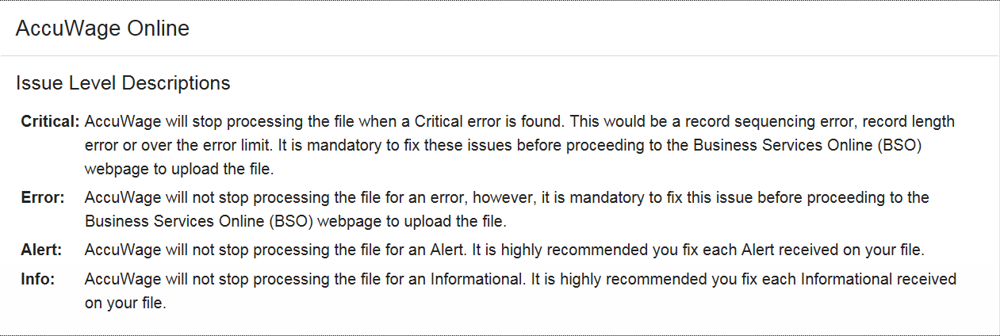 AccuWage Online
Issue Level Descriptions
Critical: AccuWage will stop processing the file when a Critical error is found. This would be a record sequencing error, record length
error or over the error limit. It is mandatory to fix these issues before proceeding to the Business Services Online (BSO)
webpage to upload the file.
Error: AccuWage will not stop processing the file for an error, however, it is mandatory to fix this issue before proceeding to the
Business Services Online (BSO) webpage to upload the file.
Alert: AccuWage will not stop processing the file for an Alert. It is highly recommended you fix each Alert received on your file.
Info: AccuWage will not stop processing the file for an Informational. It is highly recommended you fix each Informational received
on your file.